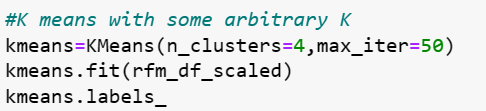 #K means with some arbitrary K
kmeans=KMeans(n_clusters=4,max_iter=50)
kmeans.fit(rfm_df_scaled)
kmeans.labels_